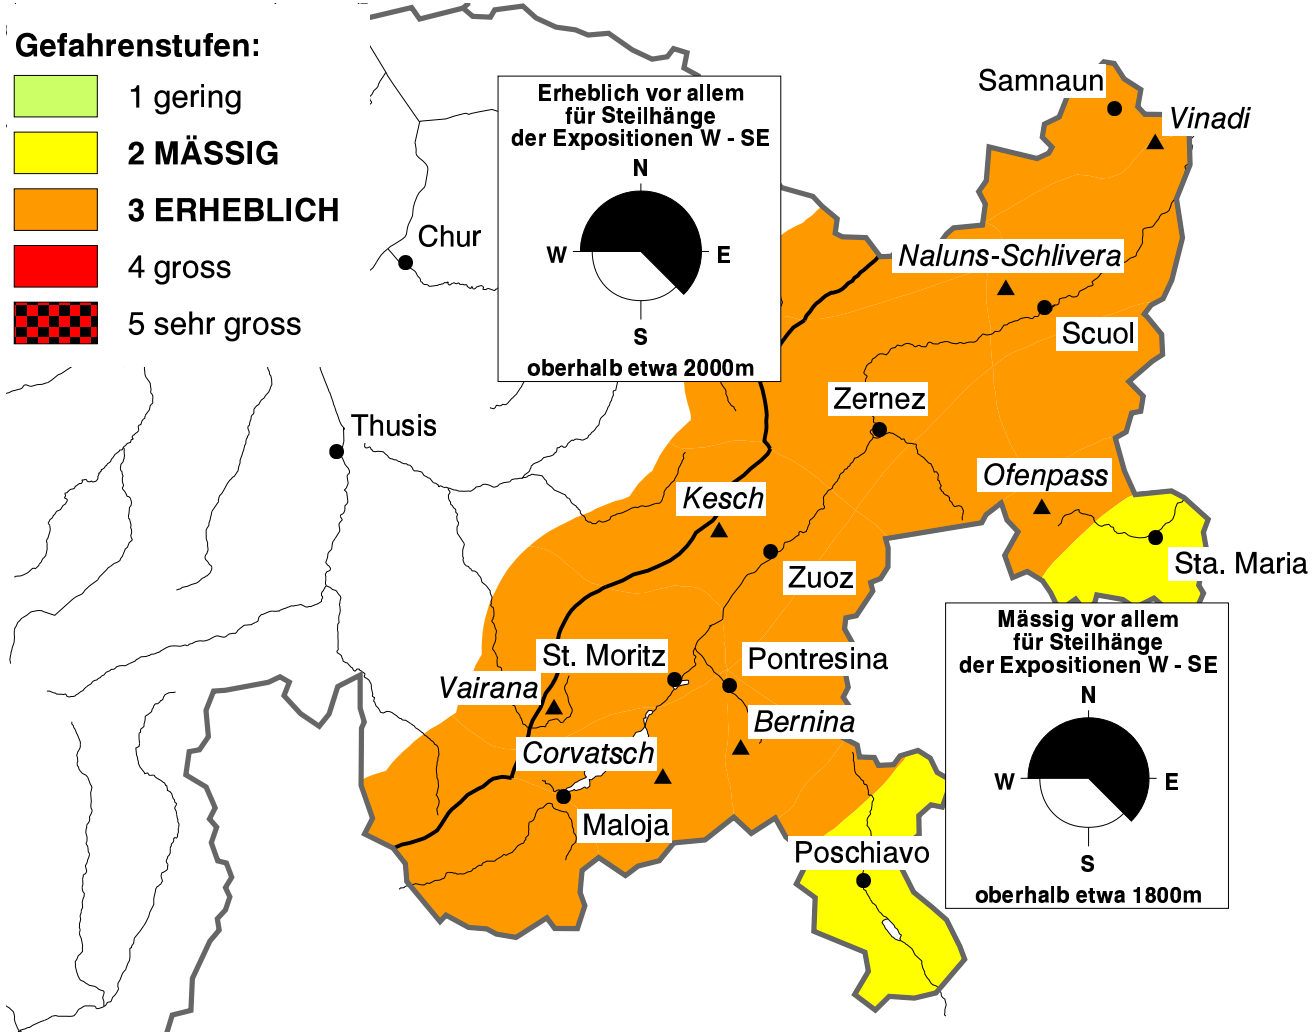 Gefahrenstufen:
1 gering
2 MÄSSIG
3 ERHEBLICH
4 gross
5 sehr gross
Erheblich vor allem
für Steilhänge
der Expositionen W - SE
N
W
E
S
oberhalb etwa 2000m
Samnaun
Vinadi
Chur
Naluns-Schlivera
Scuol
Zernez
Thusis
Ofenpass
Kesch
Sta. Maria
Zuoz
St. Moritz
Pontresina
Vairana
Bernina
Corvatsch
Maloja
Poschiavo
Mässig vor allem
für Steilhänge
der Expositionen W - SE
N
W
E
S
oberhalb etwa 1800m